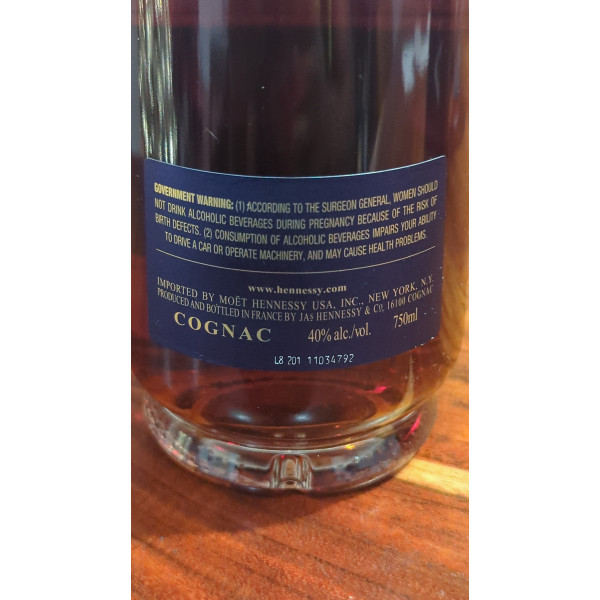 GOVERNMENT WARNING: (1) ACCORDING TO THE SURGEON GENERAL, WOMEN SHOULD
NOT DRINK ALCOHOLIC BEVERAGES DURING PREGNANCY BECAUSE OF THE RISK OF
BIRTH DEFECTS. (2) CONSUMPTION OF ALCOHOLIC BEVERAGES IMPAIRS YOUR ABILITY
TO DRIVE A CAR OR OPERATE MACHINERY, AND MAY CAUSE HEALTH PROBLEMS.
www.hennessy.com
IMPORTED BY MOËT HENNESSY USA, INC., NEW YORK, N.Y.
PRODUCED AND BOTTLED IN FRANCE BY JAs HENNESSY & Co, 16100 COGNAC
COGNAC 40% alc./vol. 750ml
L8 201 11034792